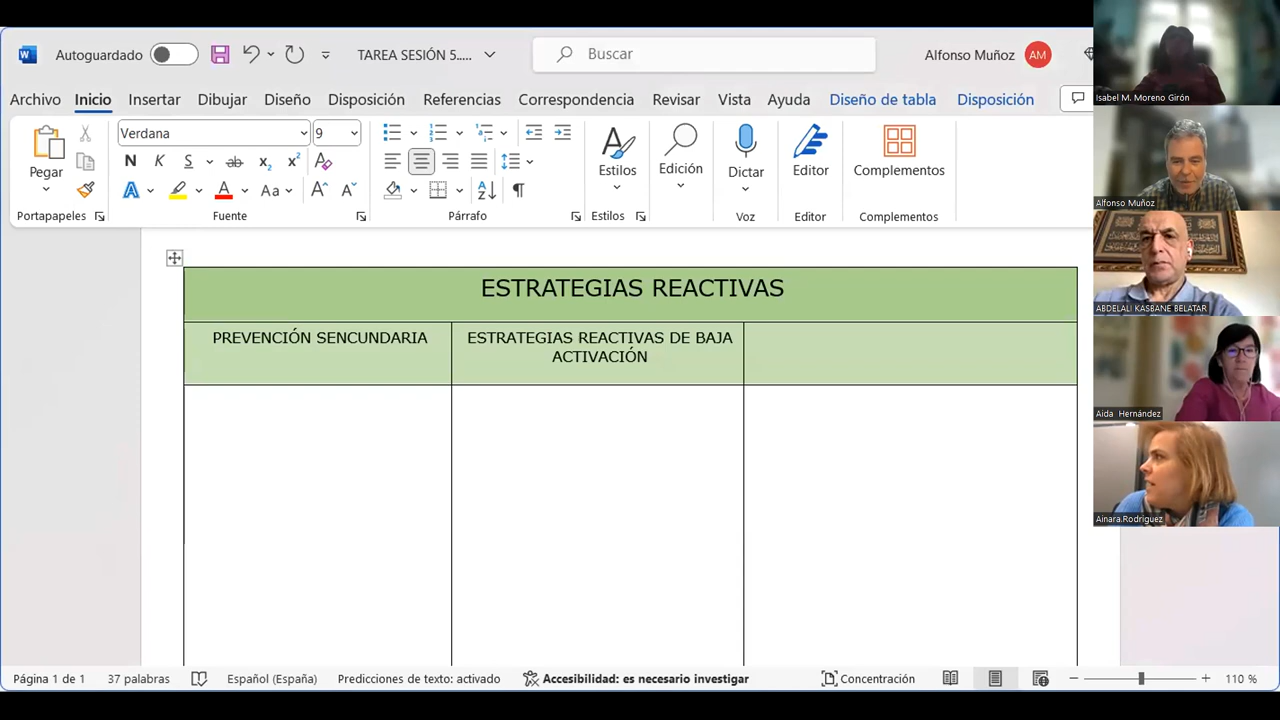 Autoguardado
TAREA SESIÓN 5.....
Buscar
Alfonso Muñoz
AM
Archivo
Inicio
Insertar
Dibujar
Diseño
Disposición
Referencias
Correspondencia
Revisar
Vista
Ayuda
Diseño de tabla
Disposición
Pegar
Verdana
9
Estilos
Edición
Dictar
Editor
Complementos
Portapapeles
Fuente
Párrafo
Estilos
Voz
Editor
Complementos
ESTRATEGIAS REACTIVAS
PREVENCIÓN SENCUNDARIA
ESTRATEGIAS REACTIVAS DE BAJA
ACTIVACIÓN
Página 1 de 1
37 palabras
Español (España)
Predicciones de texto: activado
Accesibilidad: es necesario investigar
Concentración
110 %
Isabel M. Moreno Girón
Alfonso Muñoz
ABDELALI KASBANE BELATAR
Aida Hernández
Ainara.Rodriguez